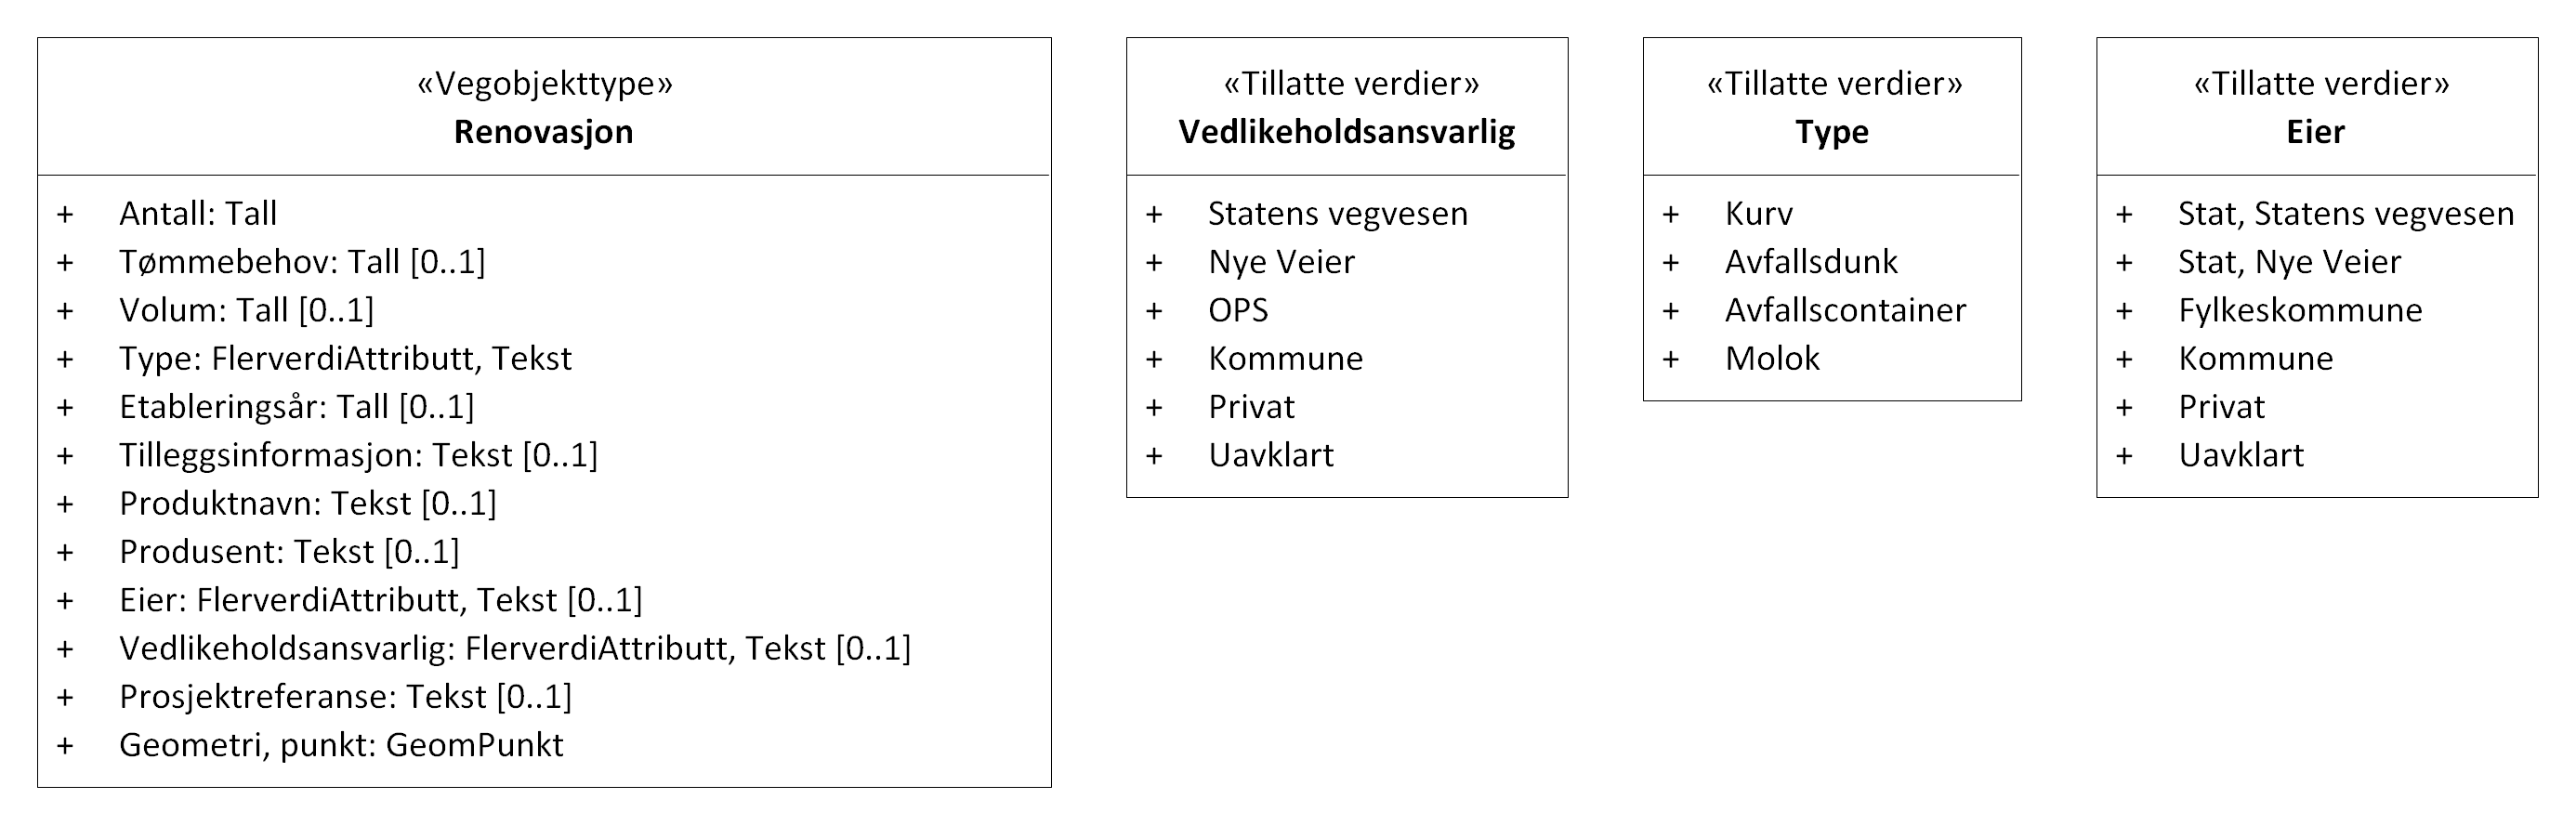 «Vegobjekttype»
Renovasjon
+ Antall: Tall
+ Tømmebehov: Tall [0..1]
+ Volum: Tall [0..1]
+ Type: FlerverdiAttributt, Tekst
+ Etableringsår: Tall [0..1]
+ Tilleggsinformasjon: Tekst [0..1]
+ Produktnavn: Tekst [0..1]
+ Produsent: Tekst [0..1]
+ Eier: FlerverdiAttributt, Tekst [0..1]
+ Vedlikeholdsansvarlig: FlerverdiAttributt, Tekst [0..1]
+ Prosjektreferanse: Tekst [0..1]
+ Geometri, punkt: GeomPunkt
«Tillatte verdier»
Vedlikeholdsansvarlig
+ Statens vegvesen
+ Nye Veier
+ OPS
+ Kommune
+ Privat
+ Uavklart
«Tillatte verdier»
Type
+ Kurv
+ Avfallsdunk
+ Avfallscontainer
+ Molok
«Tillatte verdier»
Eier
+ Stat, Statens vegvesen
+ Stat, Nye Veier
+ Fylkeskommune
+ Kommune
+ Privat
+ Uavklart